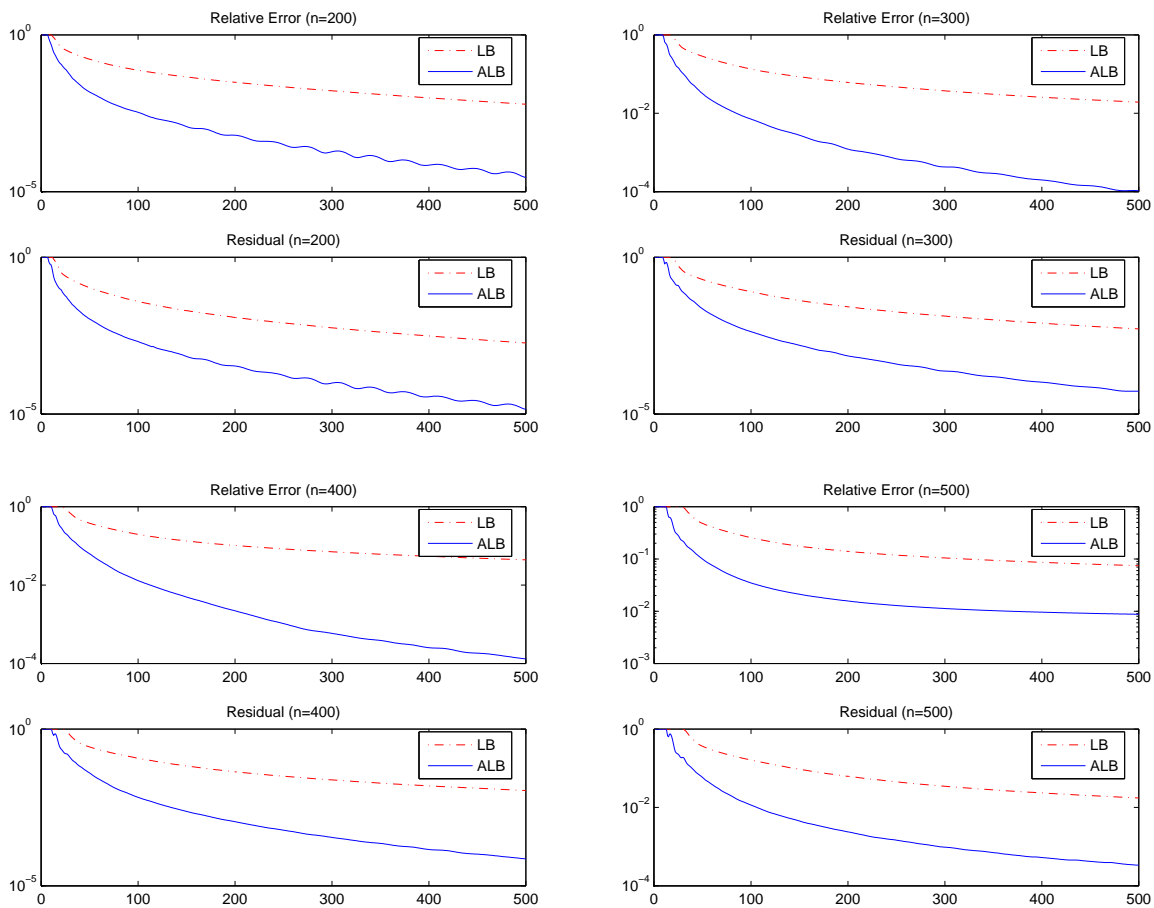 Relative Error (n=200)
10^0
10^-5
LB
ALB
0 100 200 300 400 500
Relative Error (n=300)
10^0
10^-2
10^-4
LB
ALB
0 100 200 300 400 500
Residual (n=200)
10^0
10^-5
LB
ALB
0 100 200 300 400 500
Residual (n=300)
10^0
10^-5
LB
ALB
0 100 200 300 400 500
Relative Error (n=400)
10^0
10^-2
10^-4
LB
ALB
0 100 200 300 400 500
Relative Error (n=500)
10^0
10^-1
10^-2
10^-3
LB
ALB
0 100 200 300 400 500
Residual (n=400)
10^0
10^-5
LB
ALB
0 100 200 300 400 500
Residual (n=500)
10^0
10^-2
10^-4
LB
ALB
0 100 200 300 400 500